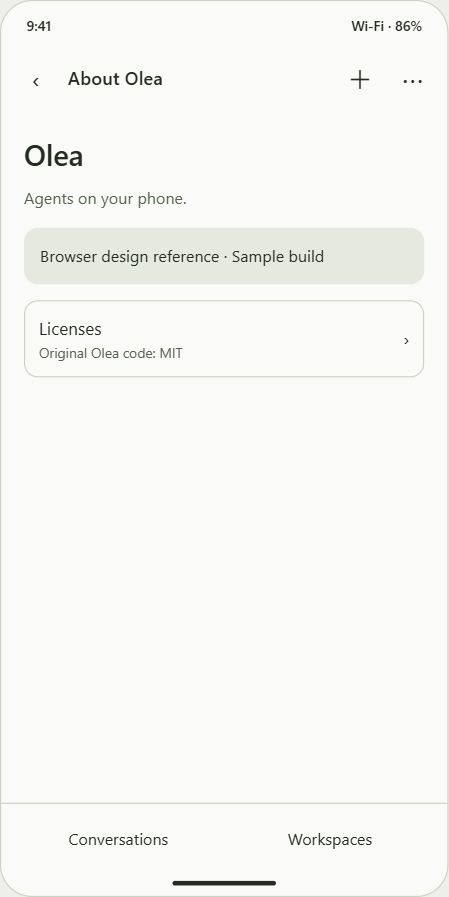 9:41
Wi-Fi · 86%
‹ About Olea + ...
Olea
Agents on your phone.
Browser design reference · Sample build
Licenses
Original Olea code: MIT
›
Conversations
Workspaces